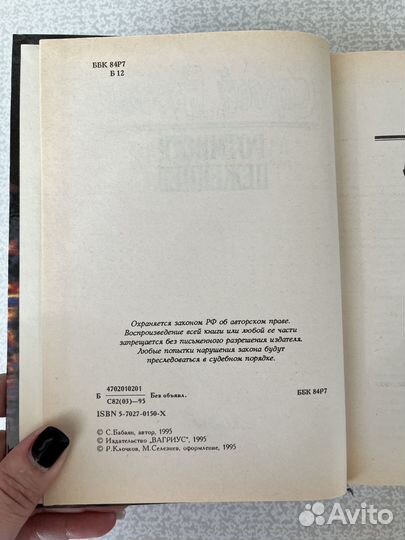 ББК 84Р7
Б 12
Охраняется законом РФ об авторском праве.
Воспроизведение всей книги или любой ее части
запрещается без письменного разрешения издателя.
Любые попытки нарушения закона будут
преследоваться в судебном порядке.
Б 4702010201 Без объявл. ББК 84Р7
С82(03)—95
ISBN 5-7027-0150-X
© С.Бабаян, автор, 1995
© Издательство „ВАГРИУС", 1995
© Р.Клочков, М.Селезнев, оформление, 1995
Avito